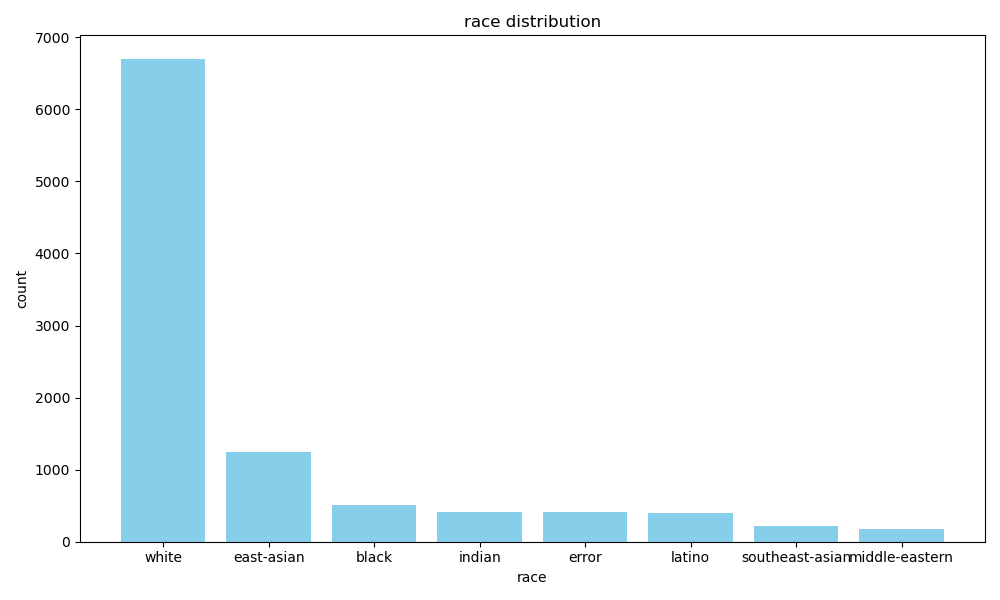 race distribution
7000
6000
5000
4000
3000
2000
1000
0
count
white east-asian black indian error latino southeast-asian middle-eastern
race